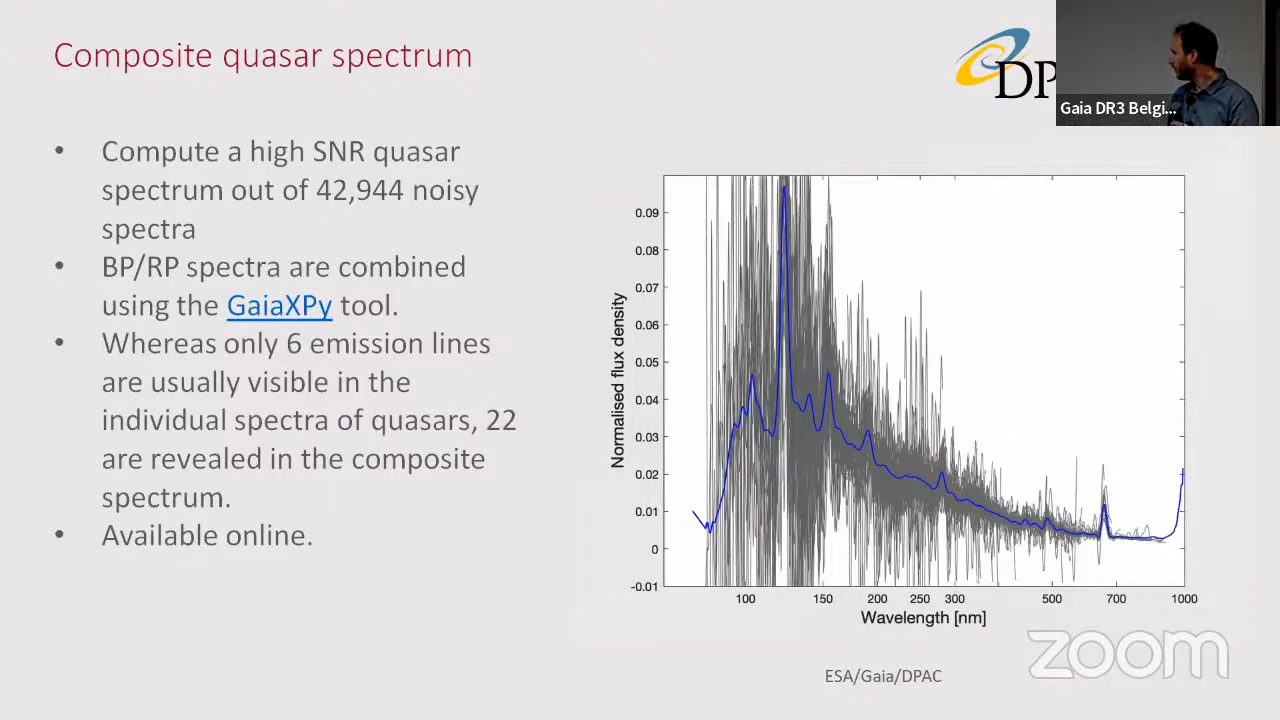 Composite quasar spectrum
DP
Gaia DR3 Belgi...
• Compute a high SNR quasar
spectrum out of 42,944 noisy
spectra
• BP/RP spectra are combined
using the GaiaXPy tool.
• Whereas only 6 emission lines
are usually visible in the
individual spectra of quasars, 22
are revealed in the composite
spectrum.
• Available online.
Normalised flux density
0.09
0.08
0.07
0.06
0.05
0.04
0.03
0.02
0.01
0
-0.01
100 150 200 250 300 500 700 1000
Wavelength [nm]
ESA/Gaia/DPAC
zoom